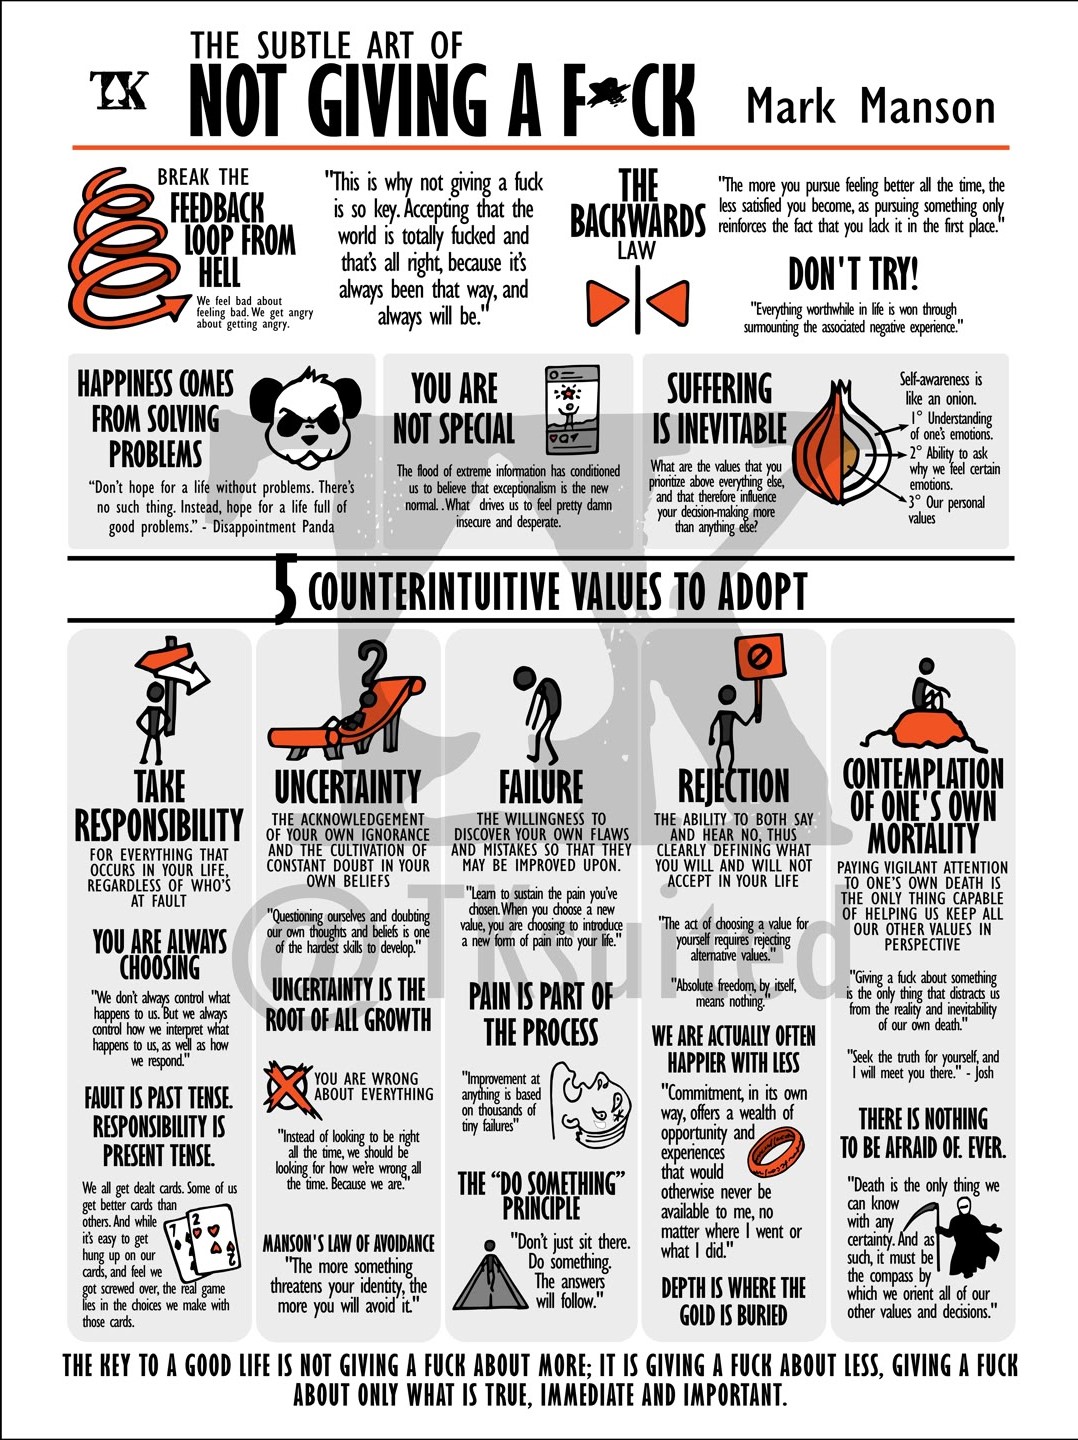 THE SUBTLE ART OF
NOT GIVING A F*CK
TK
Mark Manson
BREAK THE
FEEDBACK
LOOP FROM
HELL
We feel bad about
feeling bad. We get angry
about getting angry.
"This is why not giving a fuck
is so key. Accepting that the
world is totally fucked and
that's all right, because it's
always been that way, and
always will be."
THE
BACKWARDS
LAW
"The more you pursue feeling better all the time, the
less satisfied you become, as pursuing something only
reinforces the fact that you lack it in the first place."
DON'T TRY!
"Everything worthwhile in life is won through
surmounting the associated negative experience."
HAPPINESS COMES
FROM SOLVING
PROBLEMS
“Don't hope for a life without problems. There's
no such thing. Instead, hope for a life full of
good problems.” - Disappointment Panda
YOU ARE
NOT SPECIAL
The flood of extreme information has conditioned
us to believe that exceptionalism is the new
normal. . What drives us to feel pretty damn
insecure and desperate.
SUFFERING
IS INEVITABLE
What are the values that you
prioritize above everything else,
and that therefore influence
your decision-making more
than anything else?
Self-awareness is
like an onion.
1° Understanding
of one's emotions.
2° Ability to ask
why we feel certain
emotions.
3° Our personal
values
5 COUNTERINTUITIVE VALUES TO ADOPT
TAKE
RESPONSIBILITY
FOR EVERYTHING THAT
OCCURS IN YOUR LIFE,
REGARDLESS OF WHO'S
AT FAULT
YOU ARE ALWAYS
CHOOSING
"We don't always control what
happens to us. But we always
control how we interpret what
happens to us, as well as how
we respond."
FAULT IS PAST TENSE.
RESPONSIBILITY IS
PRESENT TENSE.
We all get dealt cards. Some of us
get better cards than
others. And while
it's easy to get
hung up on our
cards, and feel we
got screwed over, the real game
lies in the choices we make with
those cards.
7
2
2
?
UNCERTAINTY
THE ACKNOWLEDGEMENT
OF YOUR OWN IGNORANCE
AND THE CULTIVATION OF
CONSTANT DOUBT IN YOUR
OWN BELIEFS
"Questioning ourselves and doubting
our own thoughts and beliefs is one
of the hardest skills to develop."
UNCERTAINTY IS THE
ROOT OF ALL GROWTH
YOU ARE WRONG
ABOUT EVERYTHING
"Instead of looking to be right
all the time, we should be
looking for how we're wrong all
the time. Because we are."
MANSON'S LAW OF AVOIDANCE
"The more something
threatens your identity, the
more you will avoid it."
FAILURE
THE WILLINGNESS TO
DISCOVER YOUR OWN FLAWS
AND MISTAKES SO THAT THEY
MAY BE IMPROVED UPON.
"Learn to sustain the pain you've
chosen. When you choose a new
value, you are choosing to introduce
a new form of pain into your life."
PAIN IS PART OF
THE PROCESS
"Improvement at
anything is based
on thousands of
tiny failures"
THE “DO SOMETHING”
PRINCIPLE
"Don't just sit there.
Do something.
The answers
will follow."
REJECTION
THE ABILITY TO BOTH SAY
AND HEAR NO, THUS
CLEARLY DEFINING WHAT
YOU WILL AND WILL NOT
ACCEPT IN YOUR LIFE
"The act of choosing a value for
yourself requires rejecting
alternative values."
"Absolute freedom, by itself,
means nothing."
WE ARE ACTUALLY OFTEN
HAPPIER WITH LESS
"Commitment, in its own
way, offers a wealth of
opportunity and
experiences
that would
otherwise never be
available to me, no
matter where I went or
what I did."
DEPTH IS WHERE THE
GOLD IS BURIED
CONTEMPLATION
OF ONE'S OWN
MORTALITY
PAYING VIGILANT ATTENTION
TO ONE'S OWN DEATH IS
THE ONLY THING CAPABLE
OF HELPING US KEEP ALL
OUR OTHER VALUES IN
PERSPECTIVE
"Giving a fuck about something
is the only thing that distracts us
from the reality and inevitability
of our own death."
"Seek the truth for yourself, and
I will meet you there." - Josh
THERE IS NOTHING
TO BE AFRAID OF. EVER.
"Death is the only thing we
can know
with any
certainty. And as
such, it must be
the compass by
which we orient all of our
other values and decisions."
TK
@TKsuited
THE KEY TO A GOOD LIFE IS NOT GIVING A FUCK ABOUT MORE; IT IS GIVING A FUCK ABOUT LESS, GIVING A FUCK
ABOUT ONLY WHAT IS TRUE, IMMEDIATE AND IMPORTANT.